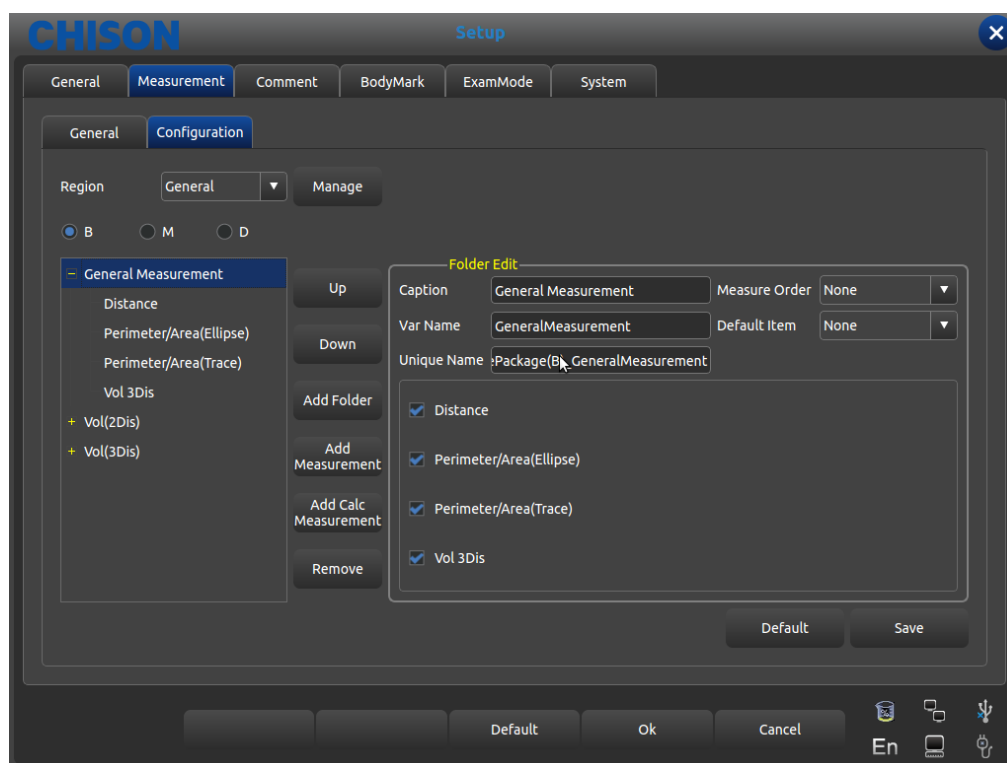 CHISON
Setup
General Measurement Comment BodyMark ExamMode System
General Configuration
Region General Manage
B M D
General Measurement
Distance
Perimeter/Area(Ellipse)
Perimeter/Area(Trace)
Vol 3Dis
Vol(2Dis)
Vol(3Dis)
Up
Down
Add Folder
Add
Measurement
Add Calc
Measurement
Remove
Folder Edit
Caption General Measurement Measure Order None
Var Name GeneralMeasurement Default Item None
Unique Name
Distance
Perimeter/Area(Ellipse)
Perimeter/Area(Trace)
Vol 3Dis
Default Save
Default Ok Cancel
En